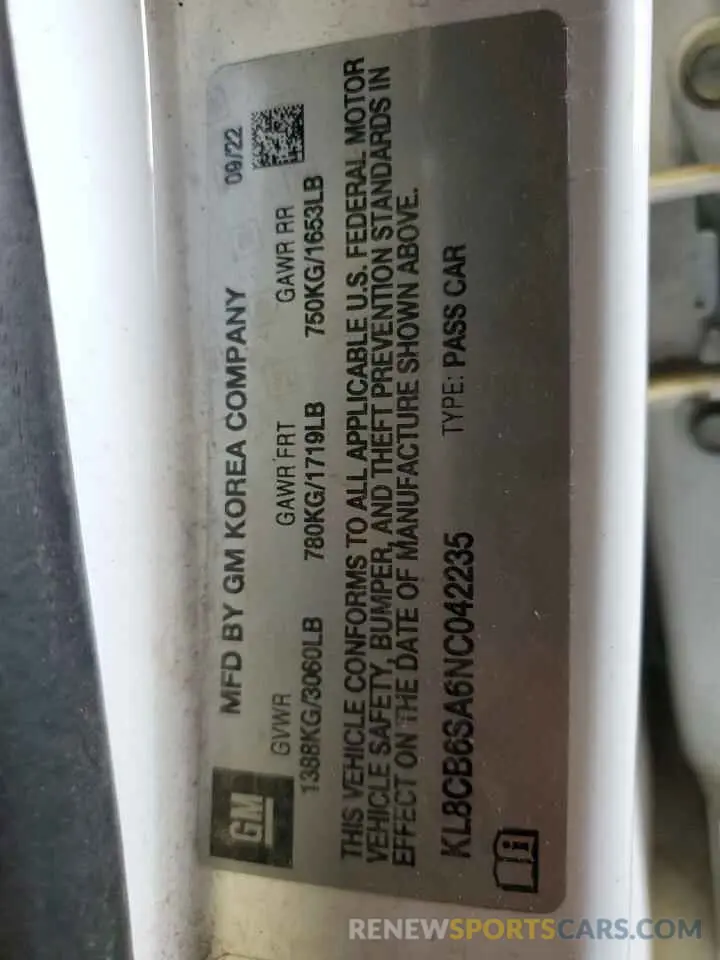 GM
MFD BY GM KOREA COMPANY 09/22
GVWR GAWR FRT GAWR RR
1388KG/3060LB 780KG/1719LB 750KG/1653LB
THIS VEHICLE CONFORMS TO ALL APPLICABLE U.S. FEDERAL MOTOR
VEHICLE SAFETY, BUMPER, AND THEFT PREVENTION STANDARDS IN
EFFECT ON THE DATE OF MANUFACTURE SHOWN ABOVE.
KL8CB6SA6NC042235 TYPE: PASS CAR
RENEWSPORTSCARS.COM